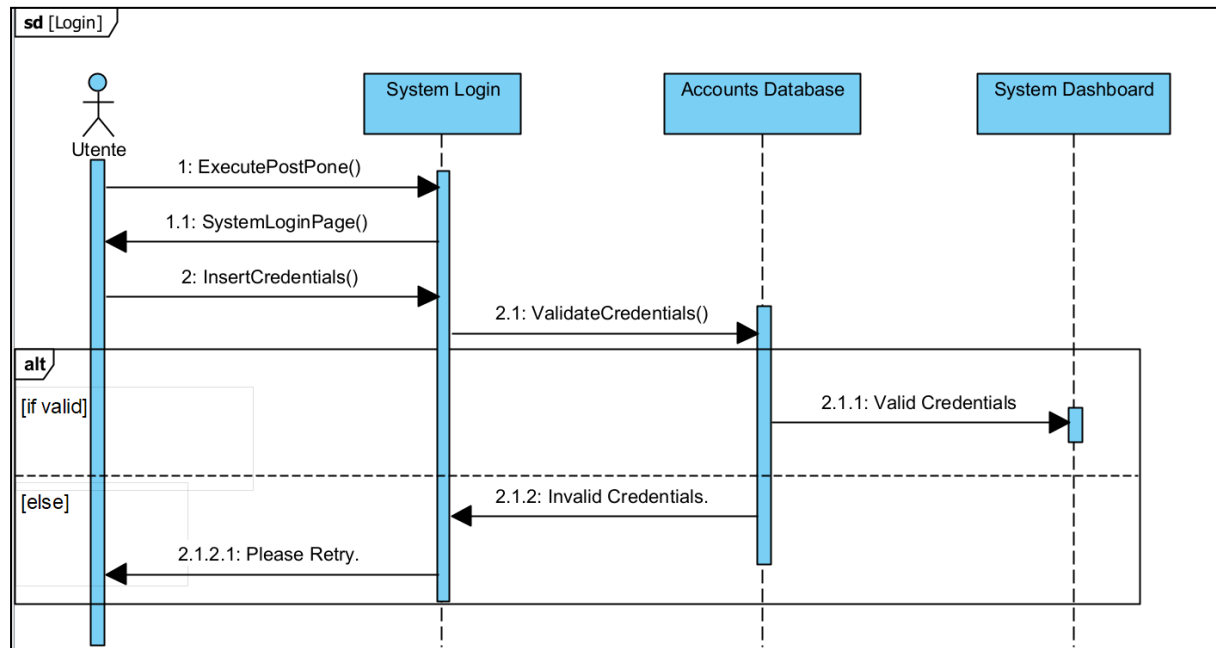 sd [Login]
System Login
Accounts Database
System Dashboard
Utente
1: ExecutePostPone()
1.1: SystemLoginPage()
2: InsertCredentials()
2.1: ValidateCredentials()
alt
[if valid]
2.1.1: Valid Credentials
[else]
2.1.2: Invalid Credentials.
2.1.2.1: Please Retry.